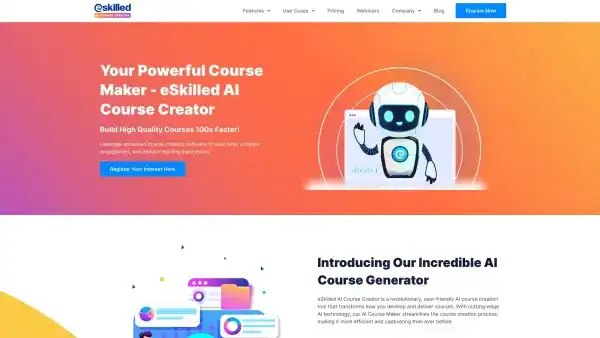 eskilled
AI COURSE CREATOR
Features
Use Cases
Pricing
Webinars
Company
Blog
Enquire Now
Your Powerful Course
Maker - eSkilled AI
Course Creator
Build High Quality Courses 100x Faster!
Leverage advanced course creation software to save time, enhance
engagement, and elevate learning experiences.
Register Your Interest Here
Introducing Our Incredible AI
Course Generator
eSkilled AI Course Creator is a revolutionary, user-friendly AI course creation
tool that transforms how you develop and deliver courses. With cutting-edge
AI technology, our AI Course Maker streamlines the course creation process,
making it more efficient and captivating than ever before.